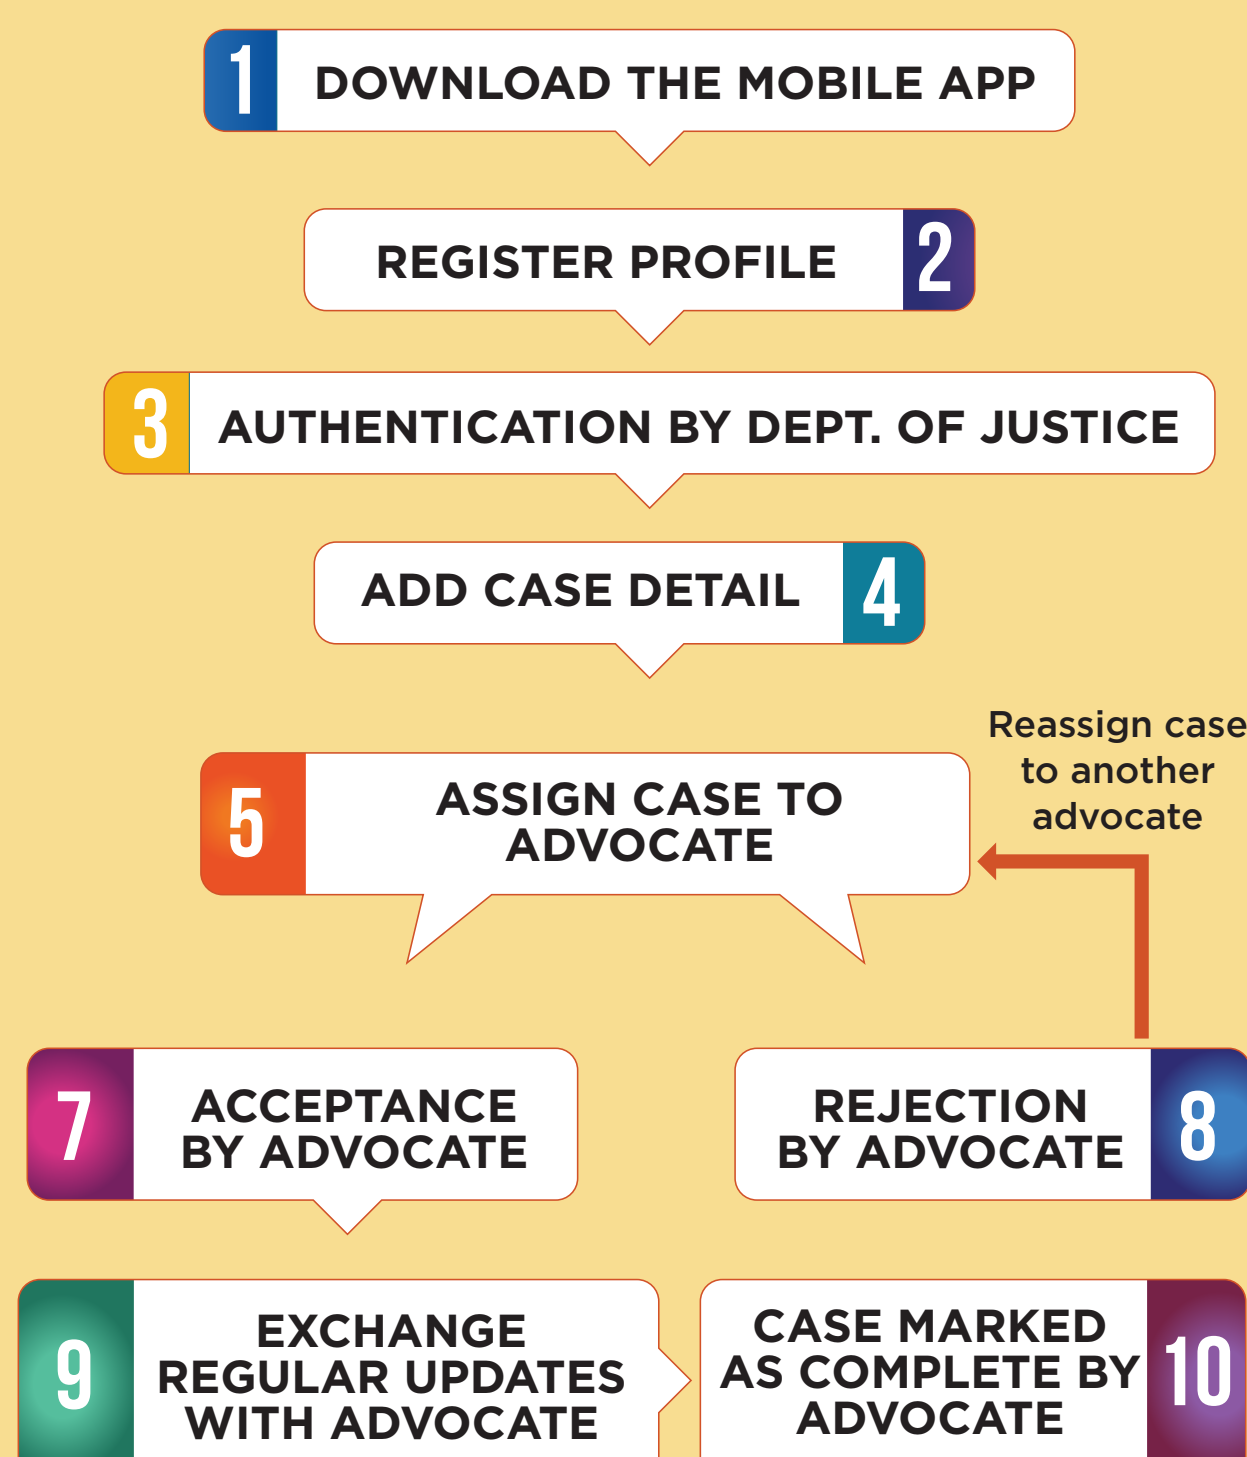 1 DOWNLOAD THE MOBILE APP
REGISTER PROFILE 2
3 AUTHENTICATION BY DEPT. OF JUSTICE
ADD CASE DETAIL 4
Reassign case
to another
advocate
5
ASSIGN CASE TO
ADVOCATE
7
ACCEPTANCE
BY ADVOCATE
REJECTION
BY ADVOCATE
8
9
EXCHANGE
REGULAR UPDATES
WITH ADVOCATE
CASE MARKED
AS COMPLETE BY
ADVOCATE
10